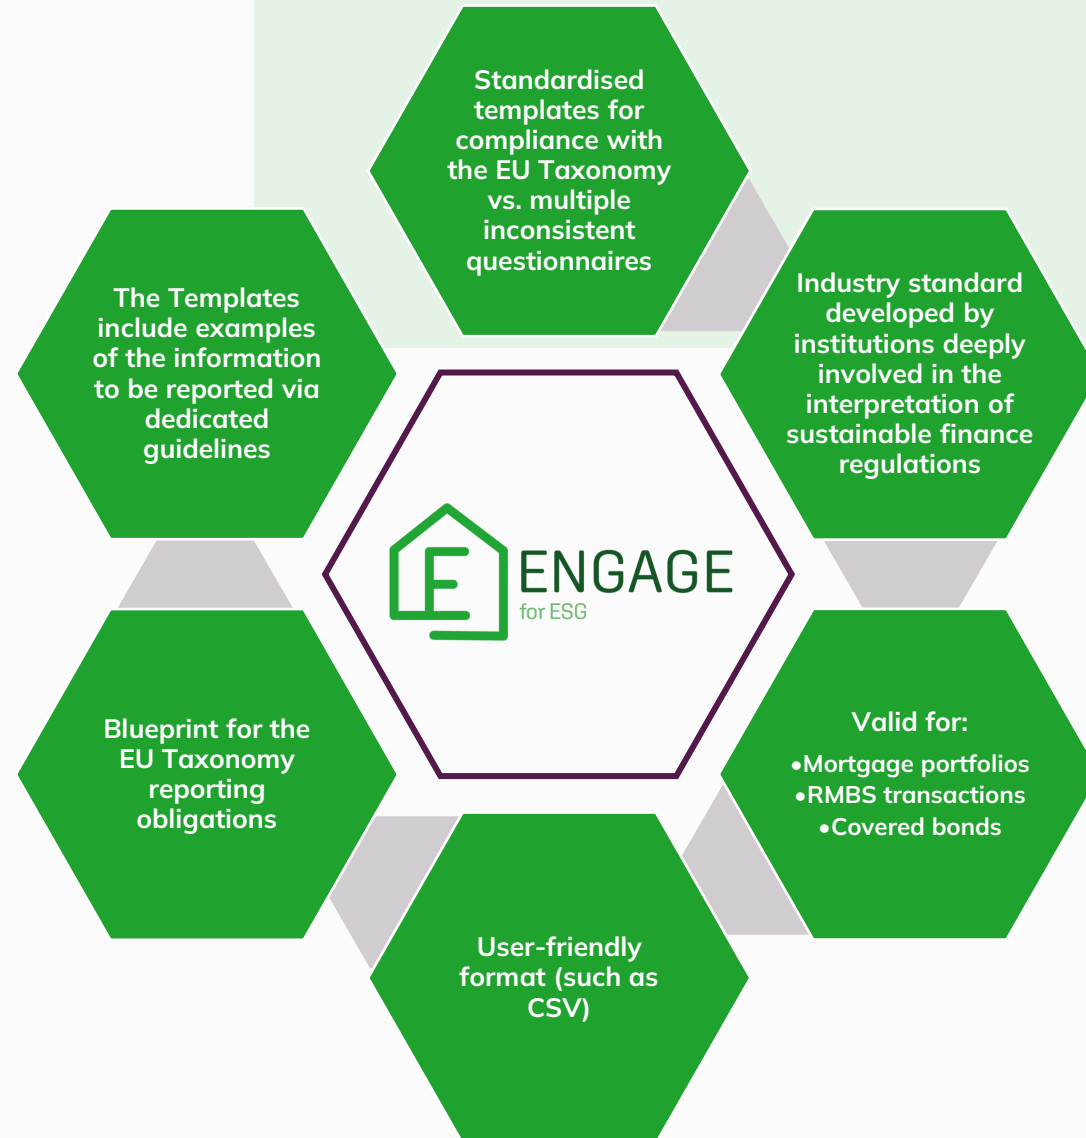 Standardised
templates for
compliance with
the EU Taxonomy
vs. multiple
inconsistent
questionnaires
Industry standard
developed by
institutions deeply
involved in the
interpretation of
sustainable finance
regulations
Valid for:
•Mortgage portfolios
•RMBS transactions
•Covered bonds
User-friendly
format (such as
CSV)
Blueprint for the
EU Taxonomy
reporting
obligations
The Templates
include examples
of the information
to be reported via
dedicated
guidelines
E ENGAGE
for ESG